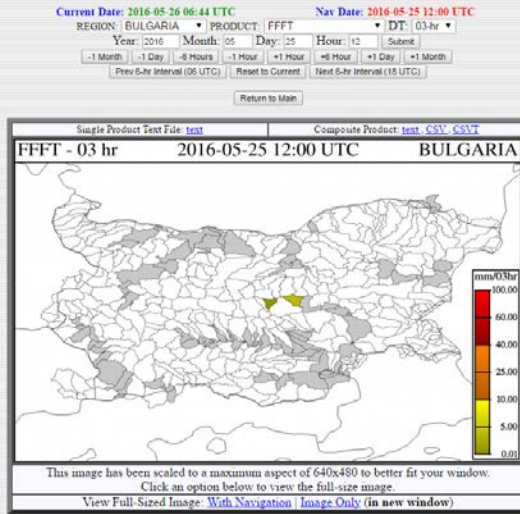 Current Date: 2016-05-26 06:44 UTC Nav Date: 2016-05-25 12:00 UTC
REGION: BULGARIA PRODUCT: FFFT DT: 03-hr
Year: 2016 Month: 05 Day: 25 Hour: 12 Submit
-1 Month -1 Day -6 Hours -1 Hour +1 Hour +6 Hour +1 Day +1 Month
Prev 6-hr Interval (06 UTC) Reset to Current Next 6-hr Interval (18 UTC)
Return to Main
Single Product Text File: text Composite Product: text, CSV, CSVT
FFFT - 03 hr 2016-05-25 12:00 UTC BULGARIA
mm/03hr
100.00
60.00
40.00
25.00
10.00
5.00
0.01
This image has been scaled to a maximum aspect of 640x480 to better fit your window.
Click an option below to view the full-size image.
View Full-Sized Image: With Navigation | Image Only (in new window)